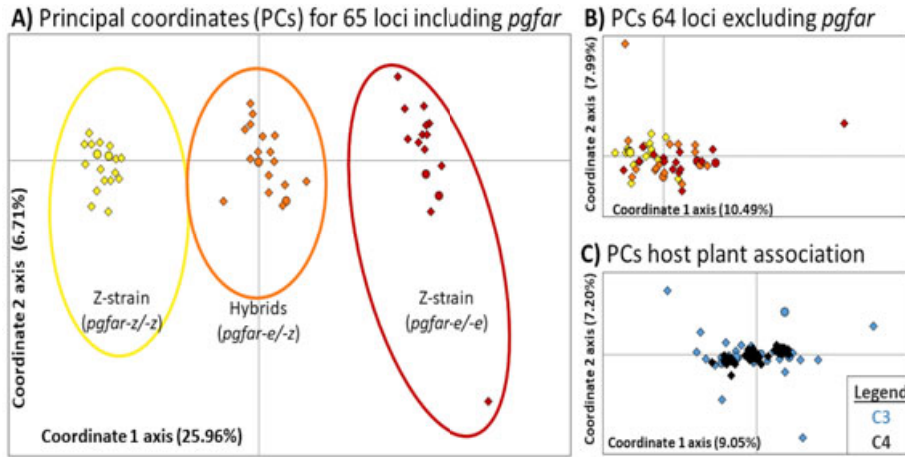 A) Principal coordinates (PCs) for 65 loci including pgfar
Coordinate 2 axis (6.71%)
Z-strain
(pgfar-z/-z)
Hybrids
(pgfar-e/-z)
Z-strain
(pgfar-e/-e)
Coordinate 1 axis (25.96%)
B) PCs 64 loci excluding pgfar
Coordinate 2 axis (7.99%)
Coordinate 1 axis (10.49%)
C) PCs host plant association
Coordinate 2 axis (7.20%)
Coordinate 1 axis (9.05%)
Legend
C3
C4